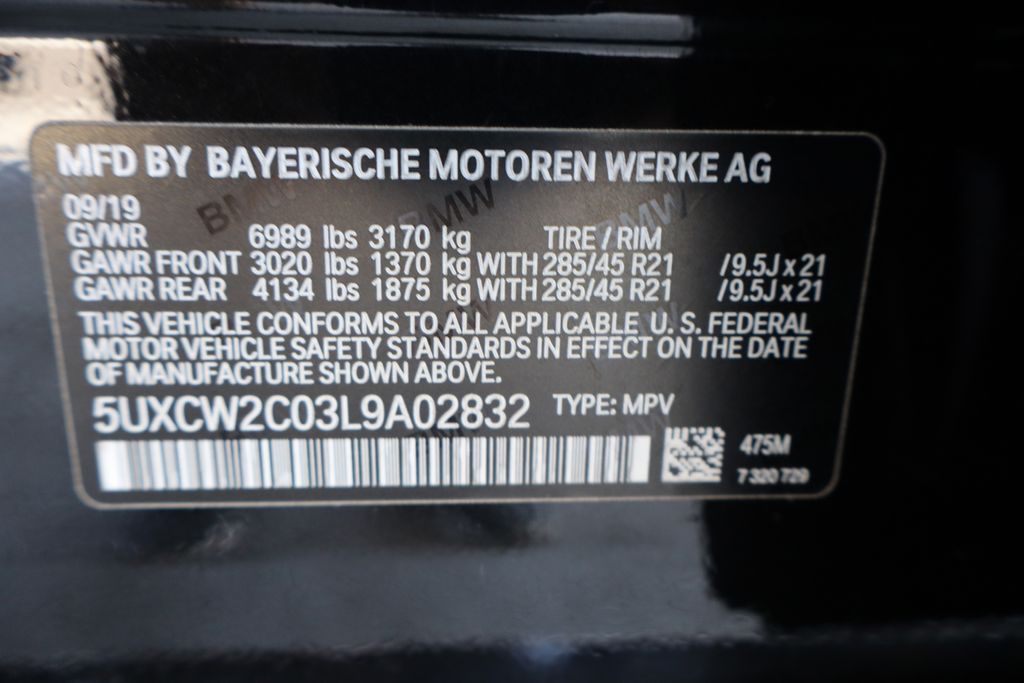 MFD BY BAYERISCHE MOTOREN WERKE AG
09/19
GVWR 6989 lbs 3170 kg TIRE / RIM
GAWR FRONT 3020 lbs 1370 kg WITH 285/45 R21 /9.5J x 21
GAWR REAR 4134 lbs 1875 kg WITH 285/45 R21 /9.5J x 21
THIS VEHICLE CONFORMS TO ALL APPLICABLE U. S. FEDERAL
MOTOR VEHICLE SAFETY STANDARDS IN EFFECT ON THE DATE
OF MANUFACTURE SHOWN ABOVE.
5UXCW2C03L9A02832 TYPE: MPV
475M
7 320 729
BMW
BMW
BMW